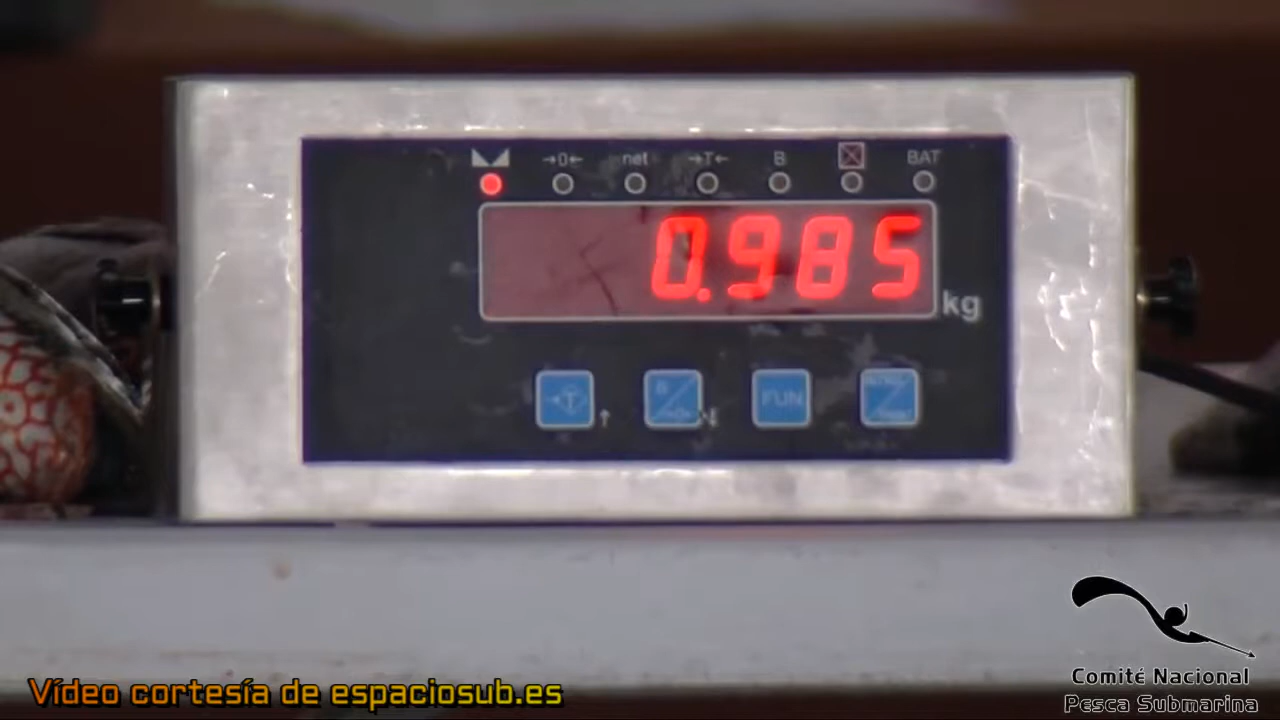 →0← net →T← B BAT
0.985
kg
FUN
Vídeo cortesía de espaciosub.es
Comité Nacional
Pesca Submarina